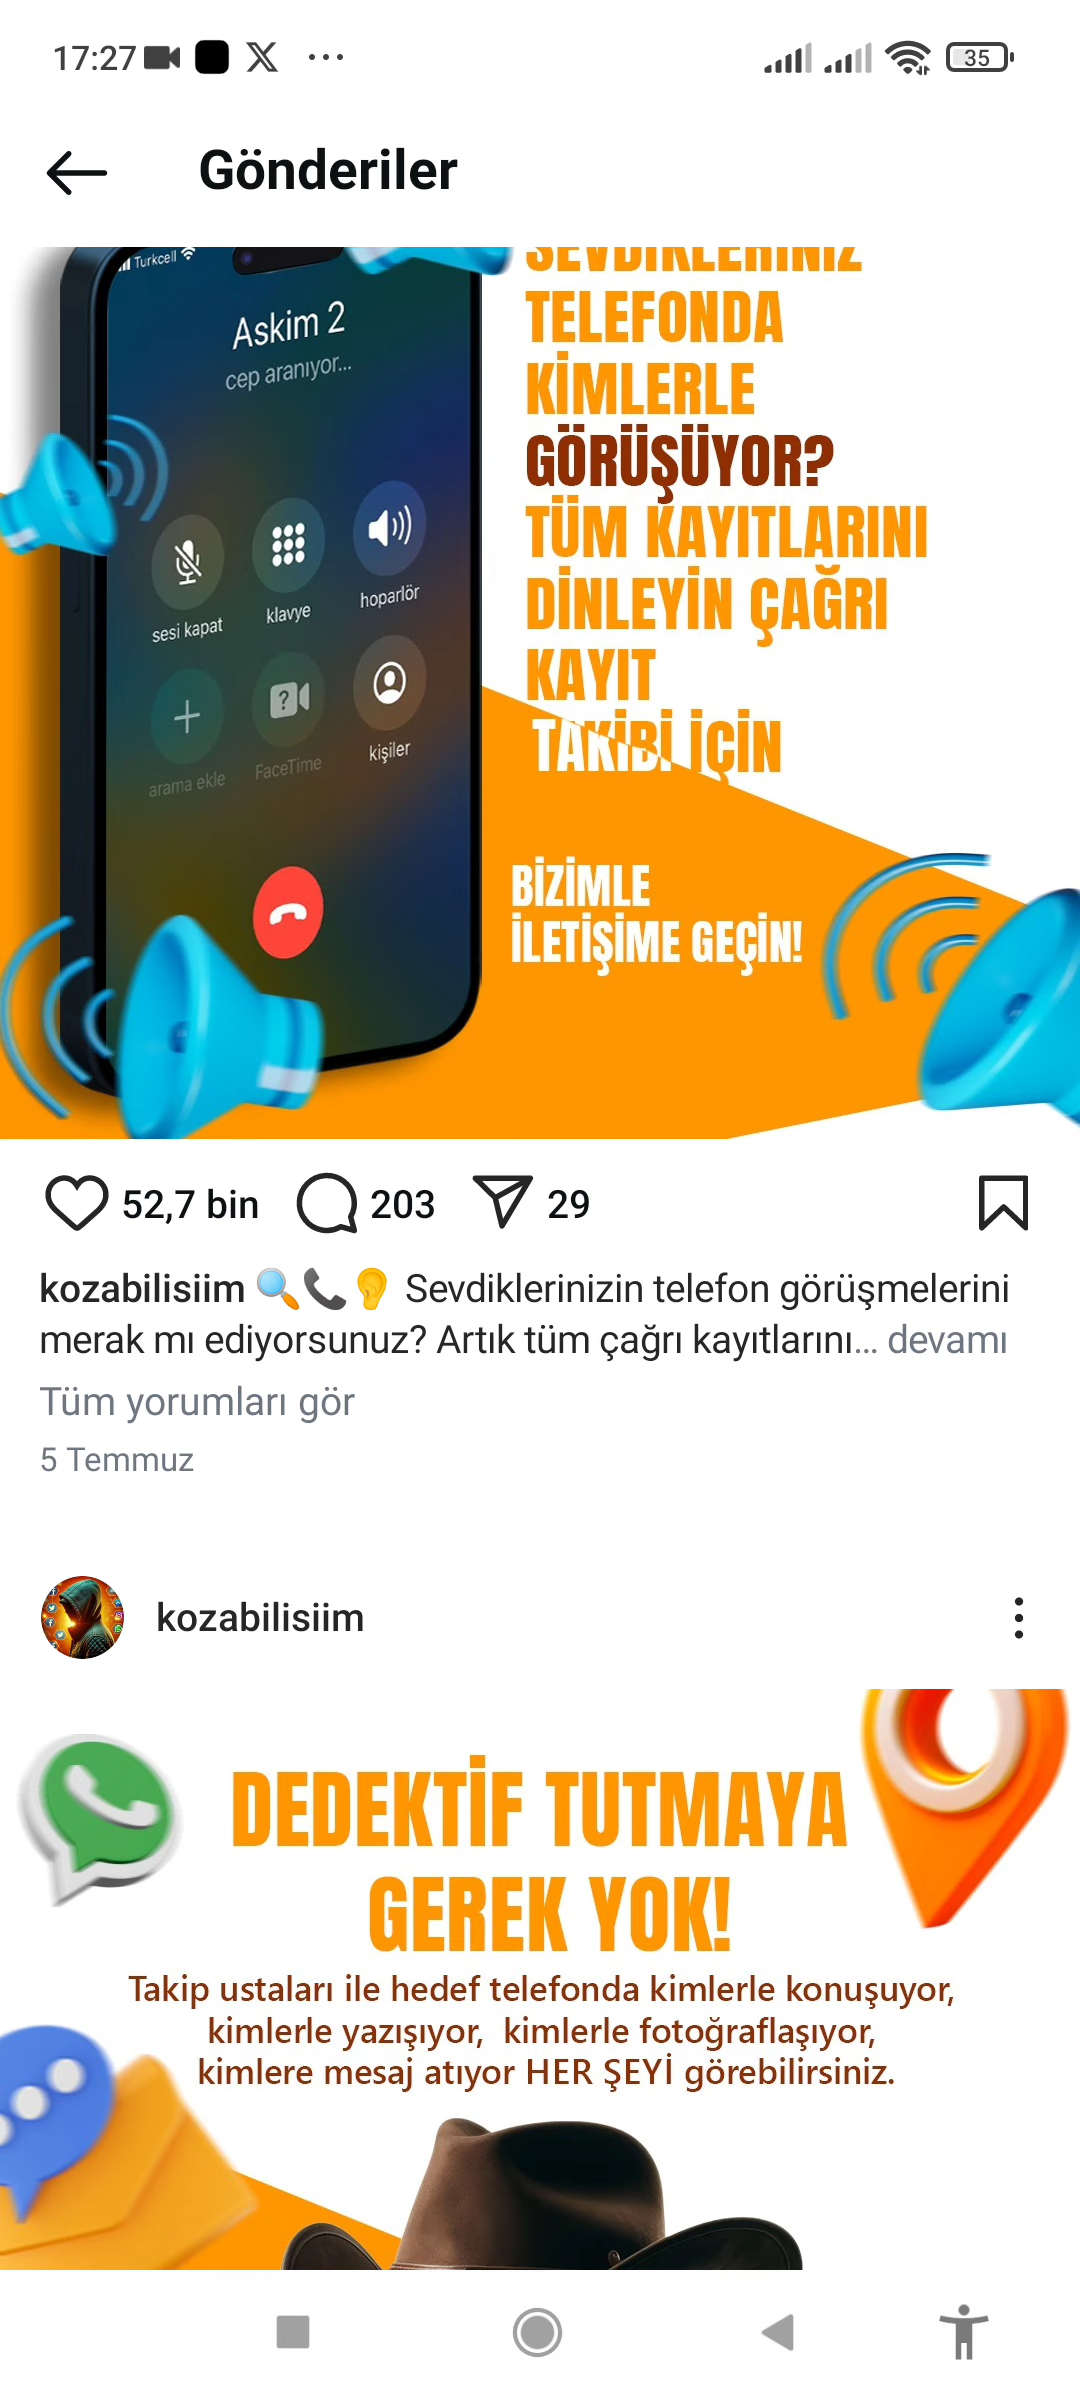 17:27
35
Gönderiler
Turkcell
SEVDİKLERİNİZ
TELEFONDA
KİMLERLE
GÖRÜŞÜYOR?
TÜM KAYITLARINI
DİNLEYİN ÇAĞRI
KAYIT
TAKİBİ İÇİN
Askim 2
cep aranıyor...
sesi kapat
klavye
hoparlör
arama ekle
FaceTime
kişiler
BİZİMLE
İLETİŞİME GEÇİN!
52,7 bin
203
29
kozabilisiim 🔍📞👂 Sevdiklerinizin telefon görüşmelerini
merak mı ediyorsunuz? Artık tüm çağrı kayıtlarını... devamı
Tüm yorumları gör
5 Temmuz
kozabilisiim
DEDEKTİF TUTMAYA
GEREK YOK!
Takip ustaları ile hedef telefonda kimlerle konuşuyor,
kimlerle yazışıyor, kimlerle fotoğraflaşıyor,
kimlere mesaj atıyor HER ŞEYİ görebilirsiniz.